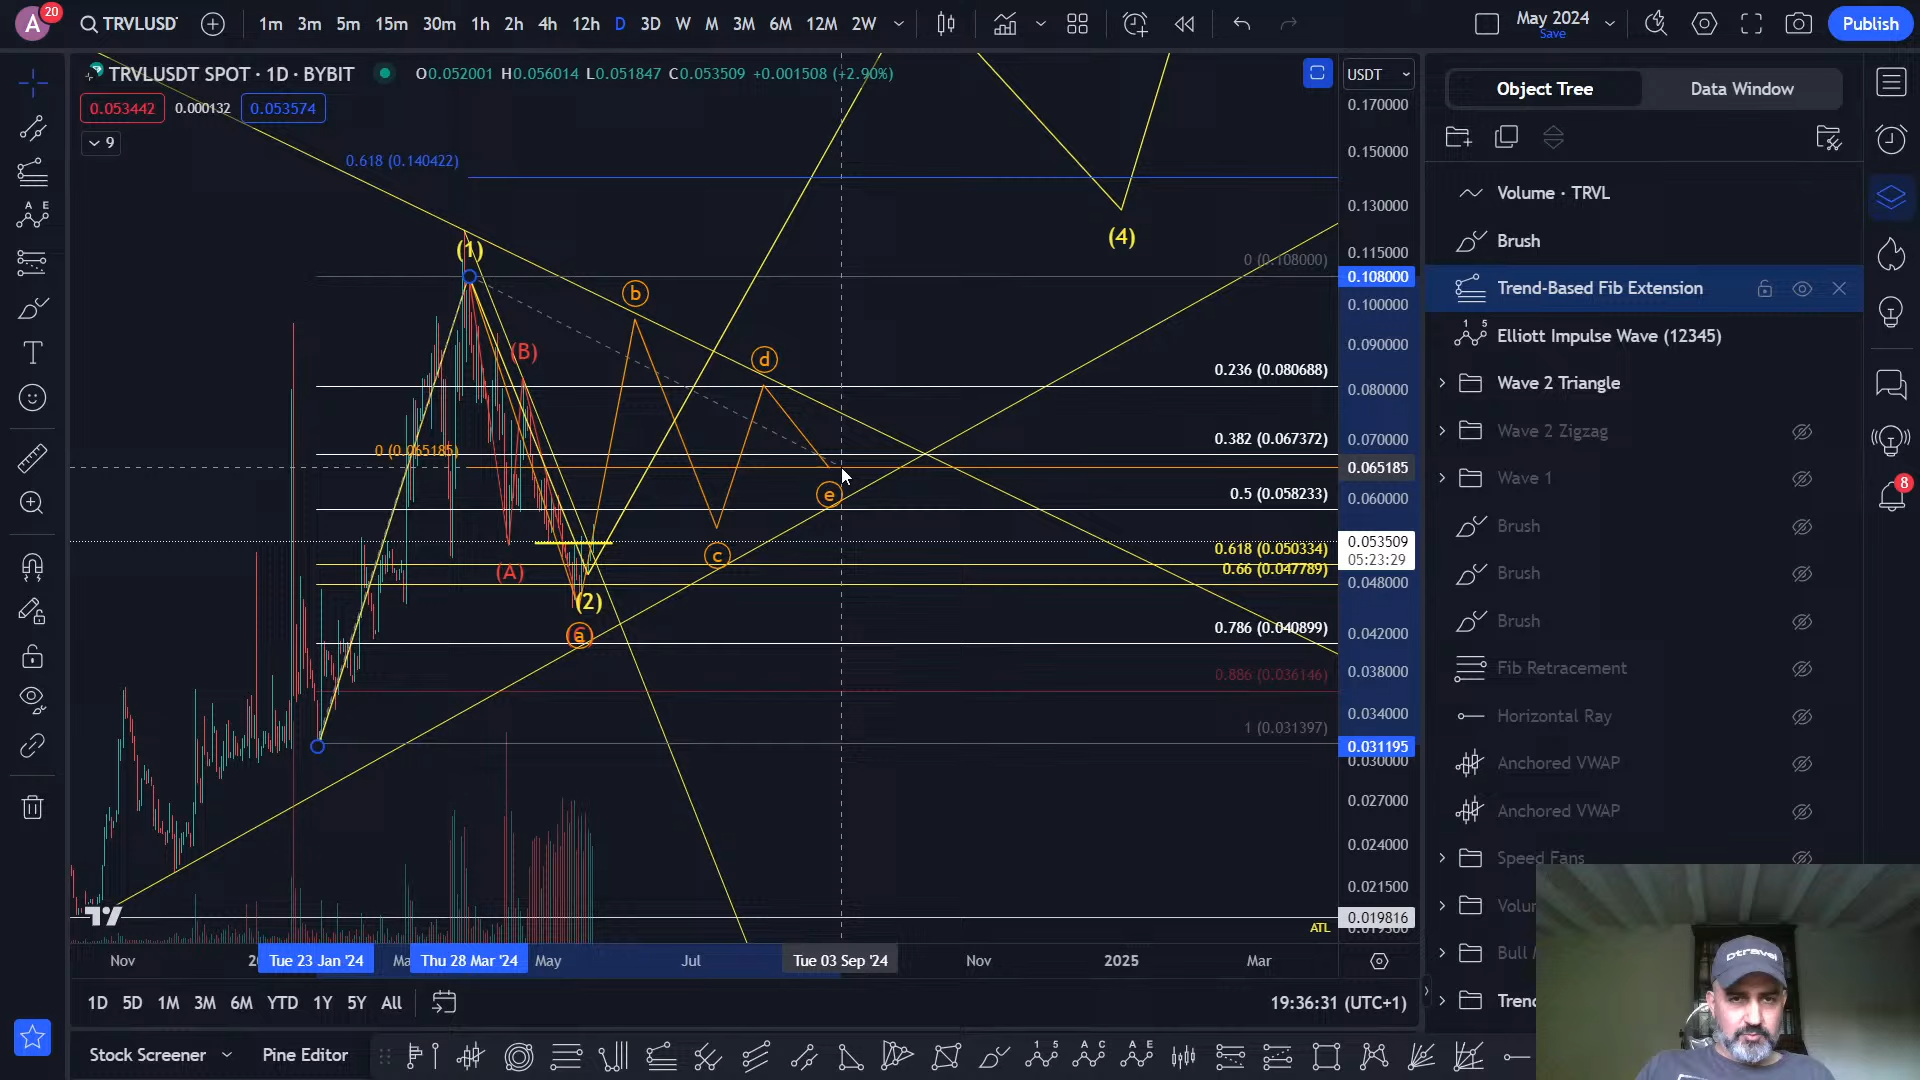 A 20 TRVLUSDT 1m 3m 5m 15m 30m 1h 2h 4h 12h D 3D W M 3M 6M 12M 2W May 2024 Save Publish
TRVLUSDT SPOT · 1D · BYBIT O0.052001 H0.056014 L0.051847 C0.053509 +0.001508 (+2.90%)
0.053442 0.000132 0.053574
9
USDT
0.170000
0.150000
0.130000
0.115000
0.108000
0.100000
0.090000
0.080000
0.070000
0.065185
0.060000
0.053509
05:23:29
0.048000
0.042000
0.038000
0.034000
0.031195
0.030000
0.027000
0.024000
0.021500
0.019816
0.618 (0.140422)
(1)
(4)
0 (0.108000)
b
(B)
d
0.236 (0.080688)
0.382 (0.067372)
0 (0.065185)
0.5 (0.058233)
e
c
0.618 (0.050334)
(A)
0.66 (0.047789)
(2)
a
0.786 (0.040899)
0.886 (0.036146)
1 (0.031397)
ATL
Nov Tue 23 Jan '24 Thu 28 Mar '24 May Jul Tue 03 Sep '24 Nov 2025 Mar
1D 5D 1M 3M 6M YTD 1Y 5Y All 19:36:31 (UTC+1)
Stock Screener Pine Editor
Object Tree Data Window
Volume · TRVL
Brush
Trend-Based Fib Extension
Elliott Impulse Wave (12345)
Wave 2 Triangle
Wave 2 Zigzag
Wave 1
Brush
Brush
Brush
Fib Retracement
Horizontal Ray
Anchored VWAP
Anchored VWAP
Speed Fans
8
Dtravel